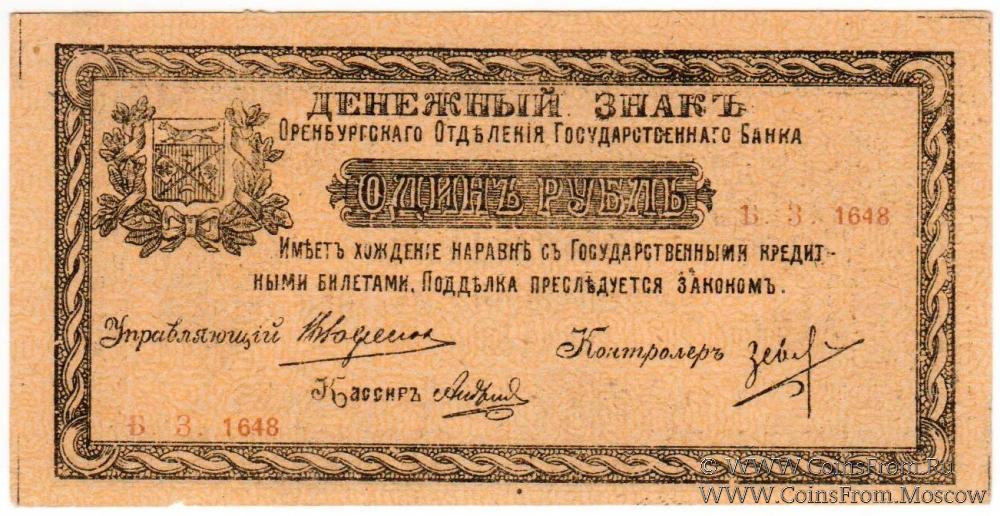 ДЕНЕЖНЫЙ ЗНАКЪ
ОРЕНБУРГСКАГО ОТДѢЛЕНІЯ ГОСУДАРСТВЕННАГО БАНКА
ОДИНЪ РУБЛЬ
Б З. 1648
ИМѢЕТЪ ХОЖДЕНІЕ НАРАВНѢ СЪ ГОСУДАРСТВЕННЫМИ КРЕДИТ-
НЫМИ БИЛЕТАМИ. ПОДДѢЛКА ПРЕСЛѢДУЕТСЯ ЗАКОНОМЪ.
Управляющій
Контролеръ
Кассиръ
Б З. 1648
© WWW.CoinsFrom.Ru
WWW.CoinsFrom.Moscow